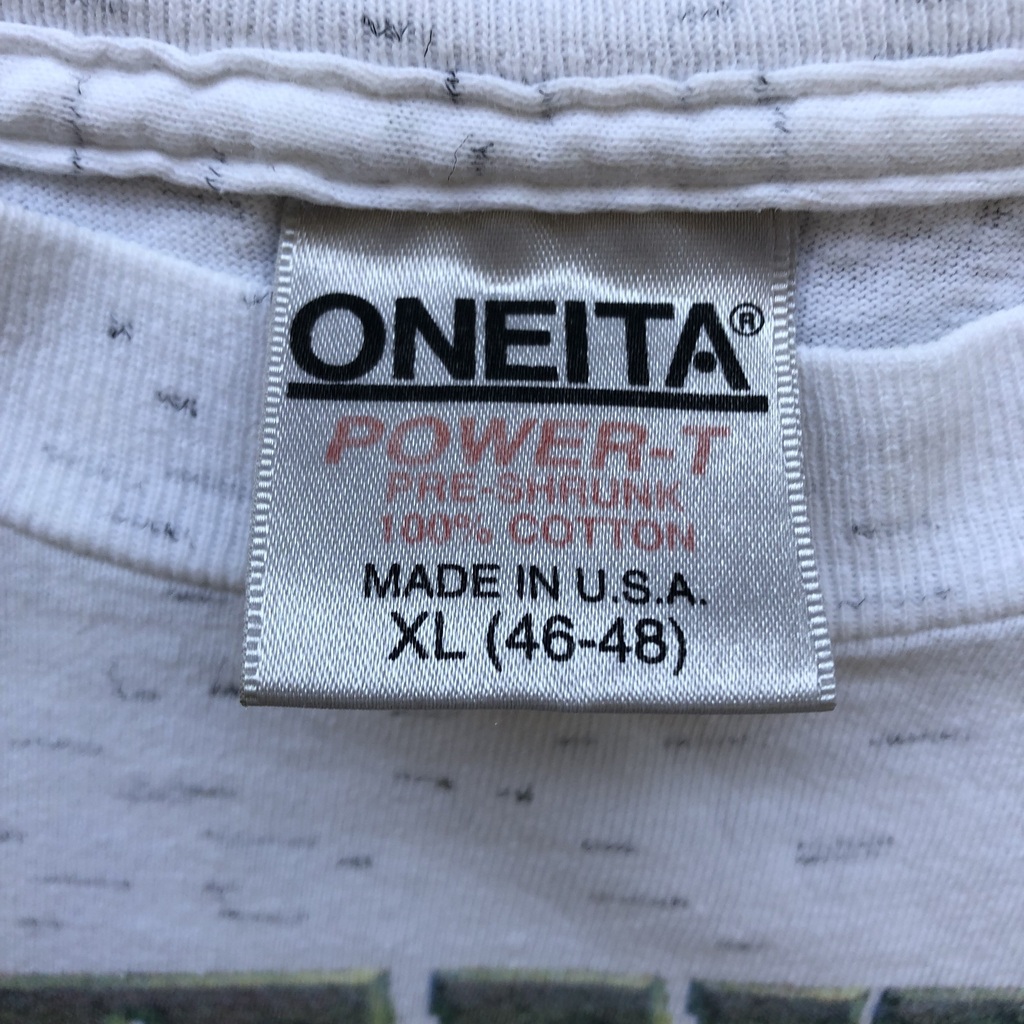 ONEITA®
POWER-T
PRE-SHRUNK
100% COTTON
MADE IN U.S.A.
XL (46-48)